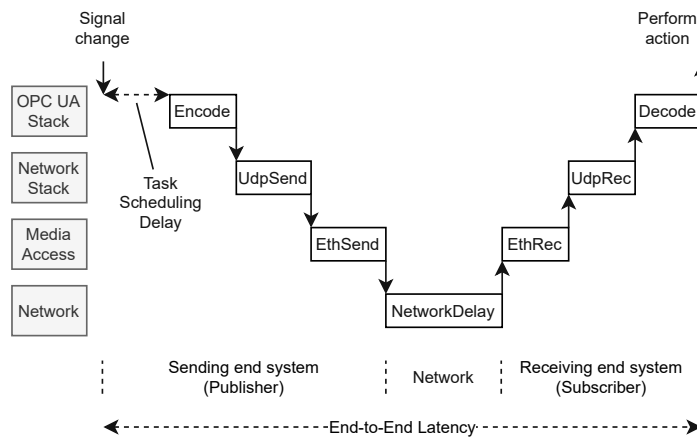 Signal
change
Perform
action
OPC UA
Stack
Encode
Decode
Network
Stack
Task
Scheduling
Delay
UdpSend
UdpRec
Media
Access
EthSend
EthRec
Network
NetworkDelay
Sending end system
(Publisher)
Network
Receiving end system
(Subscriber)
End-to-End Latency